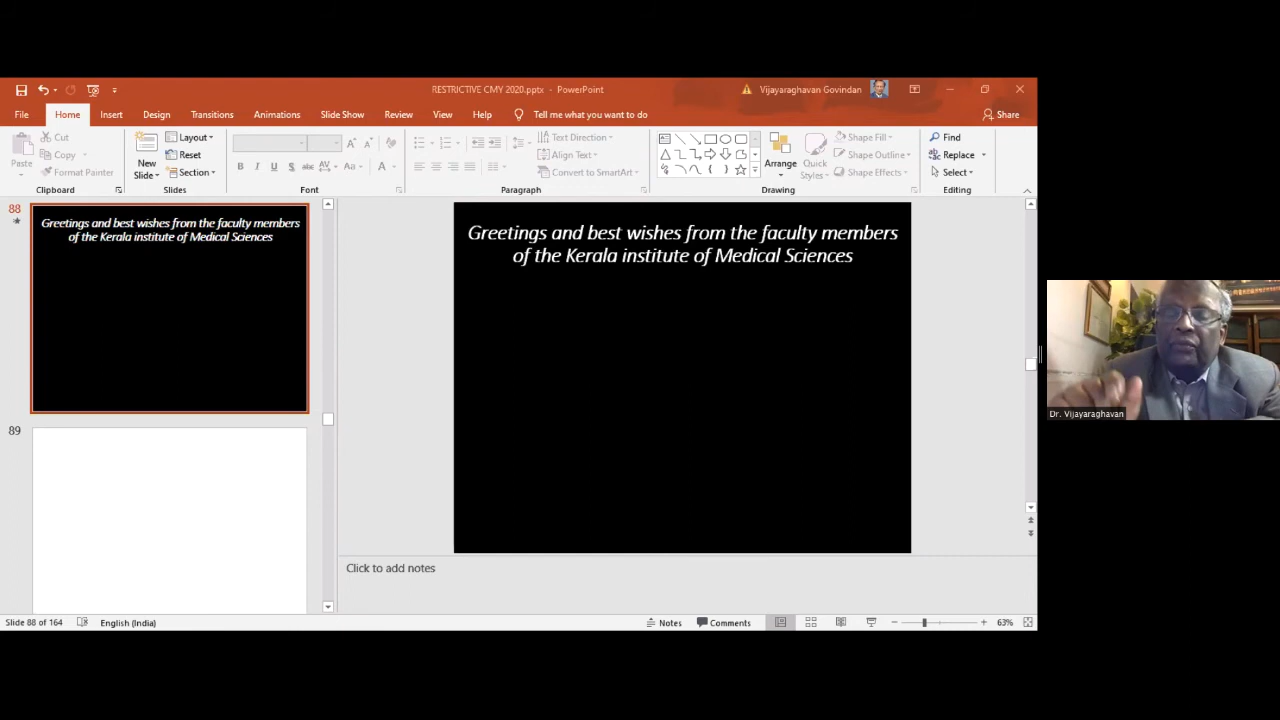 RESTRICTIVE CMY 2020.pptx - PowerPoint
Vijayaraghavan Govindan
File Home Insert Design Transitions Animations Slide Show Review View Help Tell me what you want to do Share
Paste
Cut
Copy
Format Painter
Clipboard
New Slide
Layout
Reset
Section
Slides
B I U S abc AV Aa A
Font
Text Direction
Align Text
Convert to SmartArt
Paragraph
Arrange
Quick Styles
Shape Fill
Shape Outline
Shape Effects
Drawing
Find
Replace
Select
Editing
88
Greetings and best wishes from the faculty members
of the Kerala institute of Medical Sciences
89
Greetings and best wishes from the faculty members
of the Kerala institute of Medical Sciences
Click to add notes
Dr. Vijayaraghavan
Slide 88 of 164 English (India) Notes Comments 63%